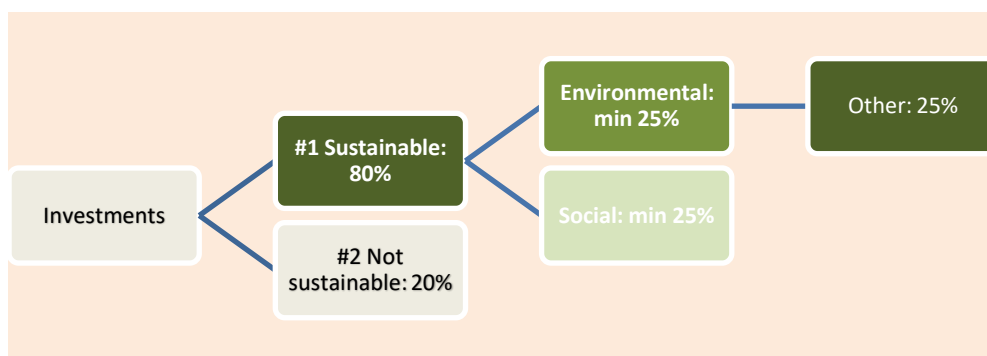 Investments
#1 Sustainable:
80%
#2 Not
sustainable: 20%
Environmental:
min 25%
Social: min 25%
Other: 25%